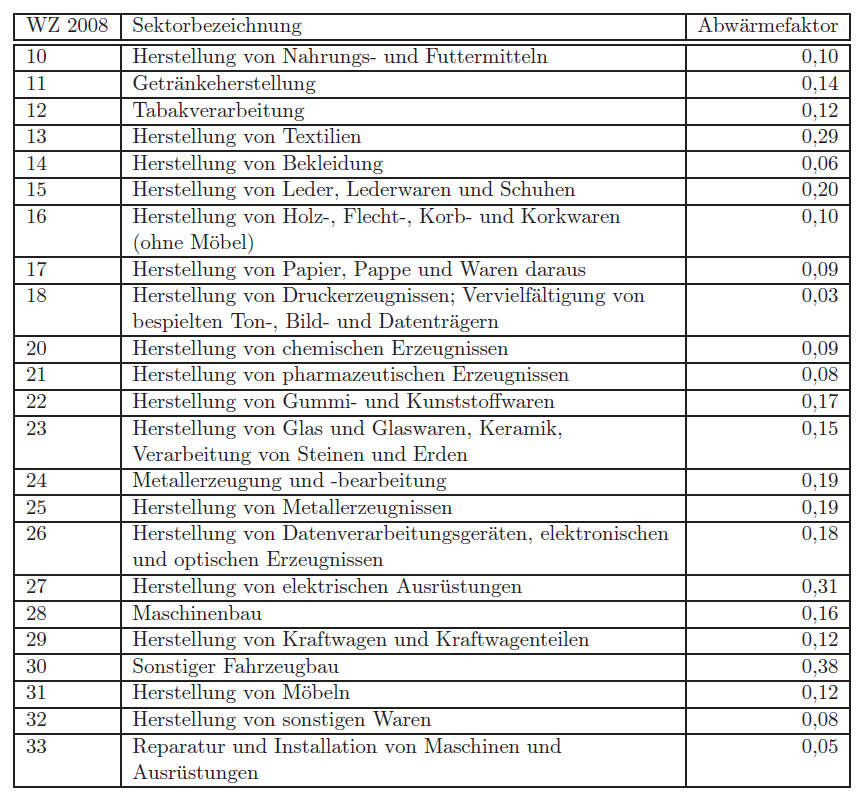 WZ 2008 Sektorbezeichnung Abwärmefaktor
10 Herstellung von Nahrungs- und Futtermitteln 0,10
11 Getränkeherstellung 0,14
12 Tabakverarbeitung 0,12
13 Herstellung von Textilien 0,29
14 Herstellung von Bekleidung 0,06
15 Herstellung von Leder, Lederwaren und Schuhen 0,20
16 Herstellung von Holz-, Flecht-, Korb- und Korkwaren 0,10
(ohne Möbel)
17 Herstellung von Papier, Pappe und Waren daraus 0,09
18 Herstellung von Druckerzeugnissen; Vervielfältigung von 0,03
bespielten Ton-, Bild- und Datenträgern
20 Herstellung von chemischen Erzeugnissen 0,09
21 Herstellung von pharmazeutischen Erzeugnissen 0,08
22 Herstellung von Gummi- und Kunststoffwaren 0,17
23 Herstellung von Glas und Glaswaren, Keramik, 0,15
Verarbeitung von Steinen und Erden
24 Metallerzeugung und -bearbeitung 0,19
25 Herstellung von Metallerzeugnissen 0,19
26 Herstellung von Datenverarbeitungsgeräten, elektronischen 0,18
und optischen Erzeugnissen
27 Herstellung von elektrischen Ausrüstungen 0,31
28 Maschinenbau 0,16
29 Herstellung von Kraftwagen und Kraftwagenteilen 0,12
30 Sonstiger Fahrzeugbau 0,38
31 Herstellung von Möbeln 0,12
32 Herstellung von sonstigen Waren 0,08
33 Reparatur und Installation von Maschinen und 0,05
Ausrüstungen